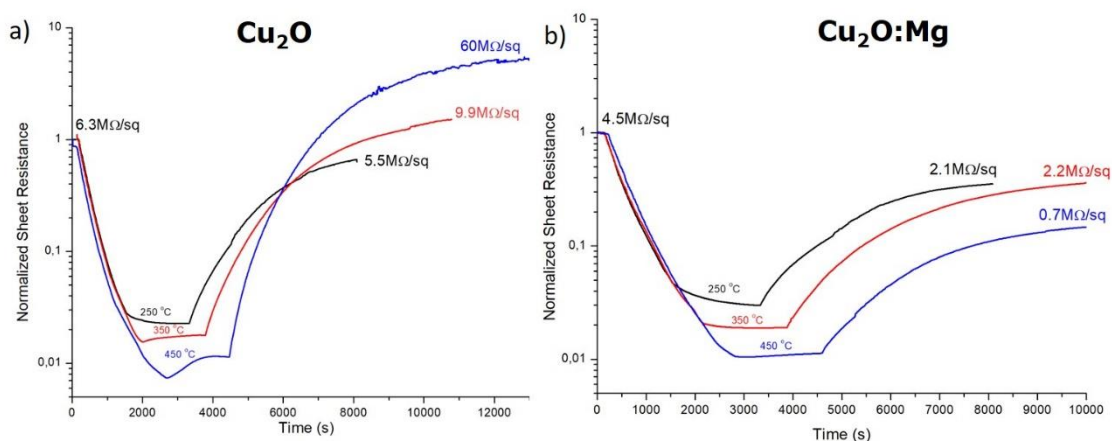 a)
Cu₂O
Normalized Sheet Resistance
10
1
0,1
0,01
6.3MΩ/sq
60MΩ/sq
9.9MΩ/sq
5.5MΩ/sq
250 °C
350 °C
450 °C
0 2000 4000 6000 8000 10000 12000
Time (s)
b)
Cu₂O:Mg
Normalized Sheet Resistance
10
1
0,1
0,01
4.5MΩ/sq
2.1MΩ/sq
2.2MΩ/sq
0.7MΩ/sq
250 °C
350 °C
450 °C
0 1000 2000 3000 4000 5000 6000 7000 8000 9000 10000
Time (s)